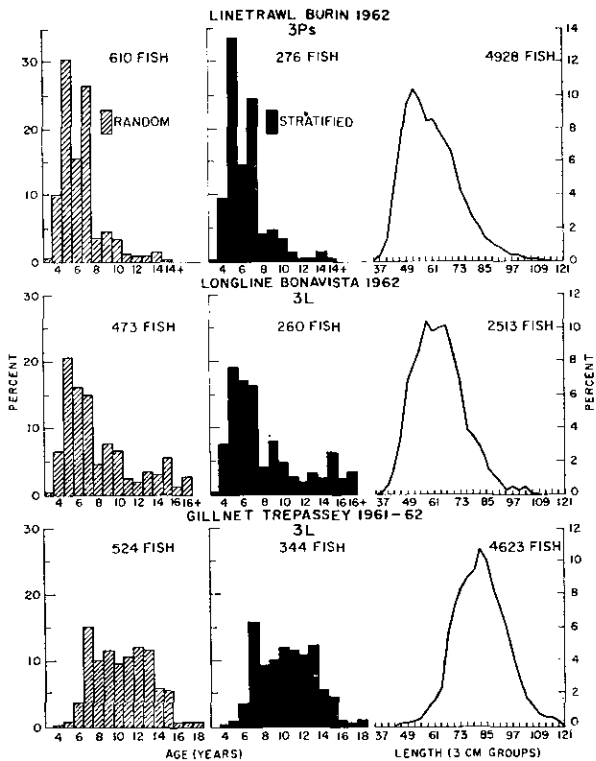 LINETRAWL BURIN 1962
3Ps
610 FISH 276 FISH 4928 FISH
RANDOM STRATIFIED
30
20
10
0
14
12
10
8
6
4
2
0
4 6 8 10 12 14+ 4 6 8 10 12 14 14+ 37 49 61 73 85 97 109 121
LONGLINE BONAVISTA 1962
3L
473 FISH 260 FISH 2513 FISH
30
20
10
0
PERCENT
12
10
8
6
4
2
0
PERCENT
4 6 8 10 12 14 16+ 4 6 8 10 12 14 16 16+ 37 49 61 73 85 97 109 121
GILLNET TREPASSEY 1961-62
3L
524 FISH 344 FISH 4623 FISH
30
20
10
0
12
10
8
6
4
2
0
4 6 8 10 12 14 16 18 4 6 8 10 12 14 16 18 37 49 61 73 85 97 109 121
AGE (YEARS) LENGTH (3 CM GROUPS)